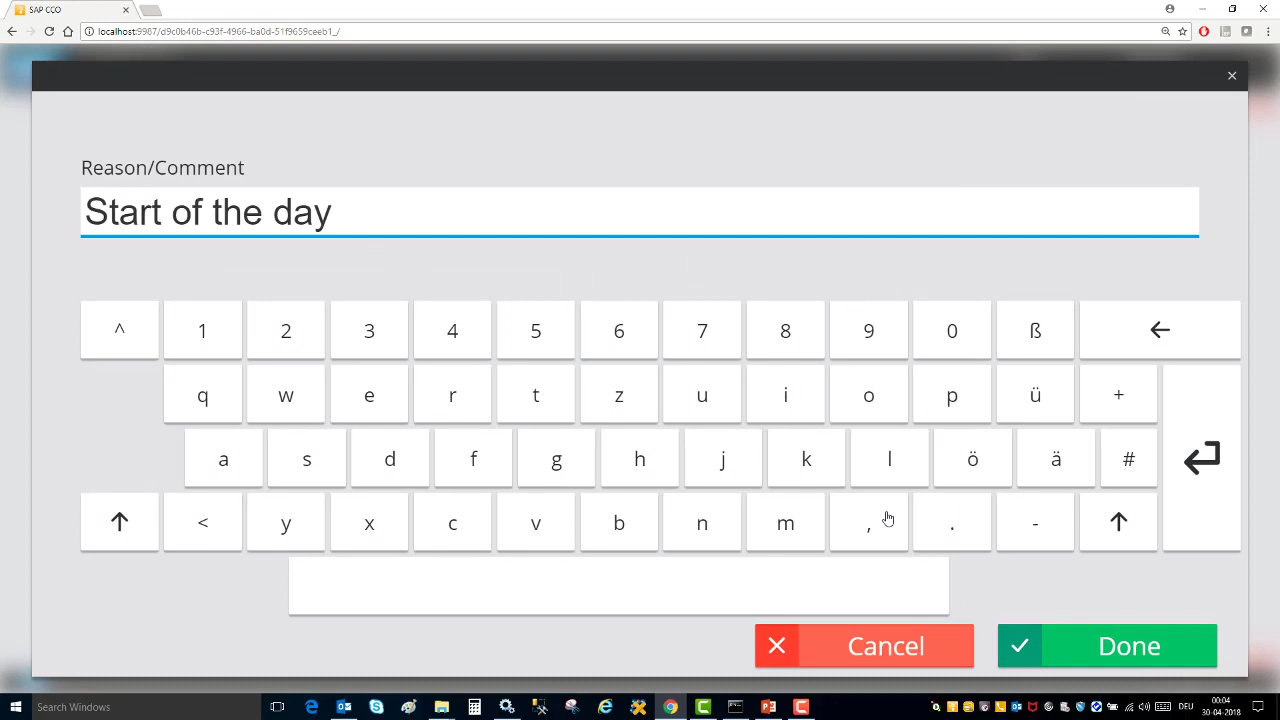 SAP CCO
localhost:9987/d9c0b46b-c93f-4966-ba0d-51f9659ceeb1_/
Reason/Comment
Start of the day
^ 1 2 3 4 5 6 7 8 9 0 ß
q w e r t z u i o p ü +
a s d f g h j k l ö ä #
< y x c v b n m , . -
Cancel Done
Search Windows
DEU
00:04
30-04-2018